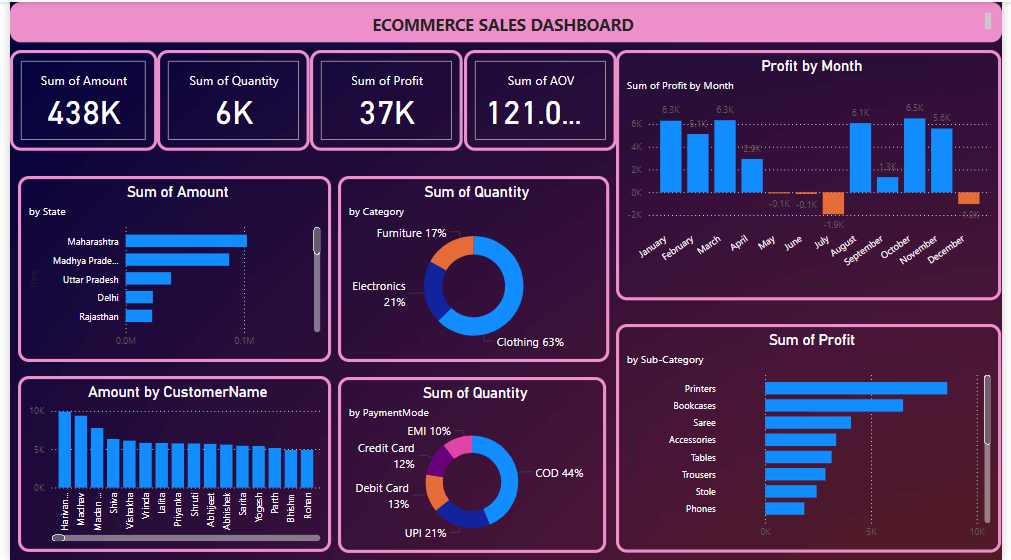 ECOMMERCE SALES DASHBOARD
Sum of Amount
438K
Sum of Quantity
6K
Sum of Profit
37K
Sum of AOV
121.0...
Profit by Month
Sum of Profit by Month
6K
4K
2K
0K
-2K
6.3K
5.1K
6.3K
2.9K
-0.1K
-0.1K
-1.9K
6.1K
1.3K
6.5K
5.6K
January
February
March
April
May
June
July
August
September
October
November
December
Sum of Amount
by State
Maharashtra
Madhya Prade...
Uttar Pradesh
Delhi
Rajasthan
0.0M
0.1M
Sum of Quantity
by Category
Furniture 17%
Electronics
21%
Clothing 63%
Sum of Profit
by Sub-Category
Printers
Bookcases
Saree
Accessories
Tables
Trousers
Stole
Phones
0K
5K
10K
Amount by CustomerName
10K
5K
0K
Harivan...
Madhav
Madan ...
Shiva
Vishakha
Vrinda
Lalita
Priyanka
Shruti
Abhijeet
Abhishek
Sarita
Yogesh
Parth
Bhishm
Rohan
Sum of Quantity
by PaymentMode
EMI 10%
Credit Card
12%
Debit Card
13%
UPI 21%
COD 44%